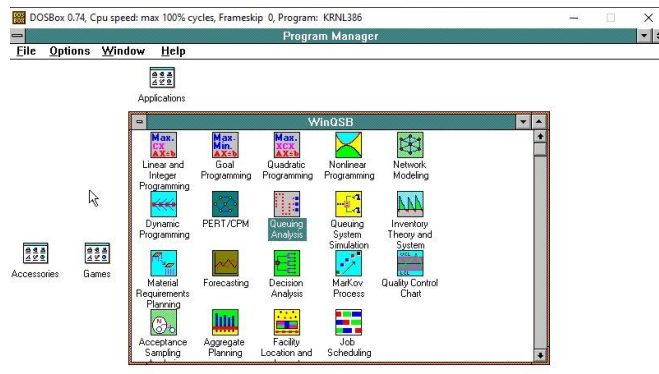 DOSBox 0.74, Cpu speed: max 100% cycles, Frameskip 0, Program: KRNL386
Program Manager
File Options Window Help
Applications
WinQSB
Max.
CX
AX=b
Linear and
Integer
Programming
Max.
Min.
AX=b
Goal
Programming
Max.
XCX
AX=b
Quadratic
Programming
Nonlinear
Programming
Network
Modeling
Dynamic
Programming
PERT/CPM
Queuing
Analysis
Queuing
System
Simulation
Inventory
Theory and
System
Accessories
Games
Material
Requirements
Planning
Forecasting
Decision
Analysis
MarKov
Process
UCL
Quality Control
Chart
Acceptance
Sampling
Aggregate
Planning
Facility
Location and
Job
Scheduling